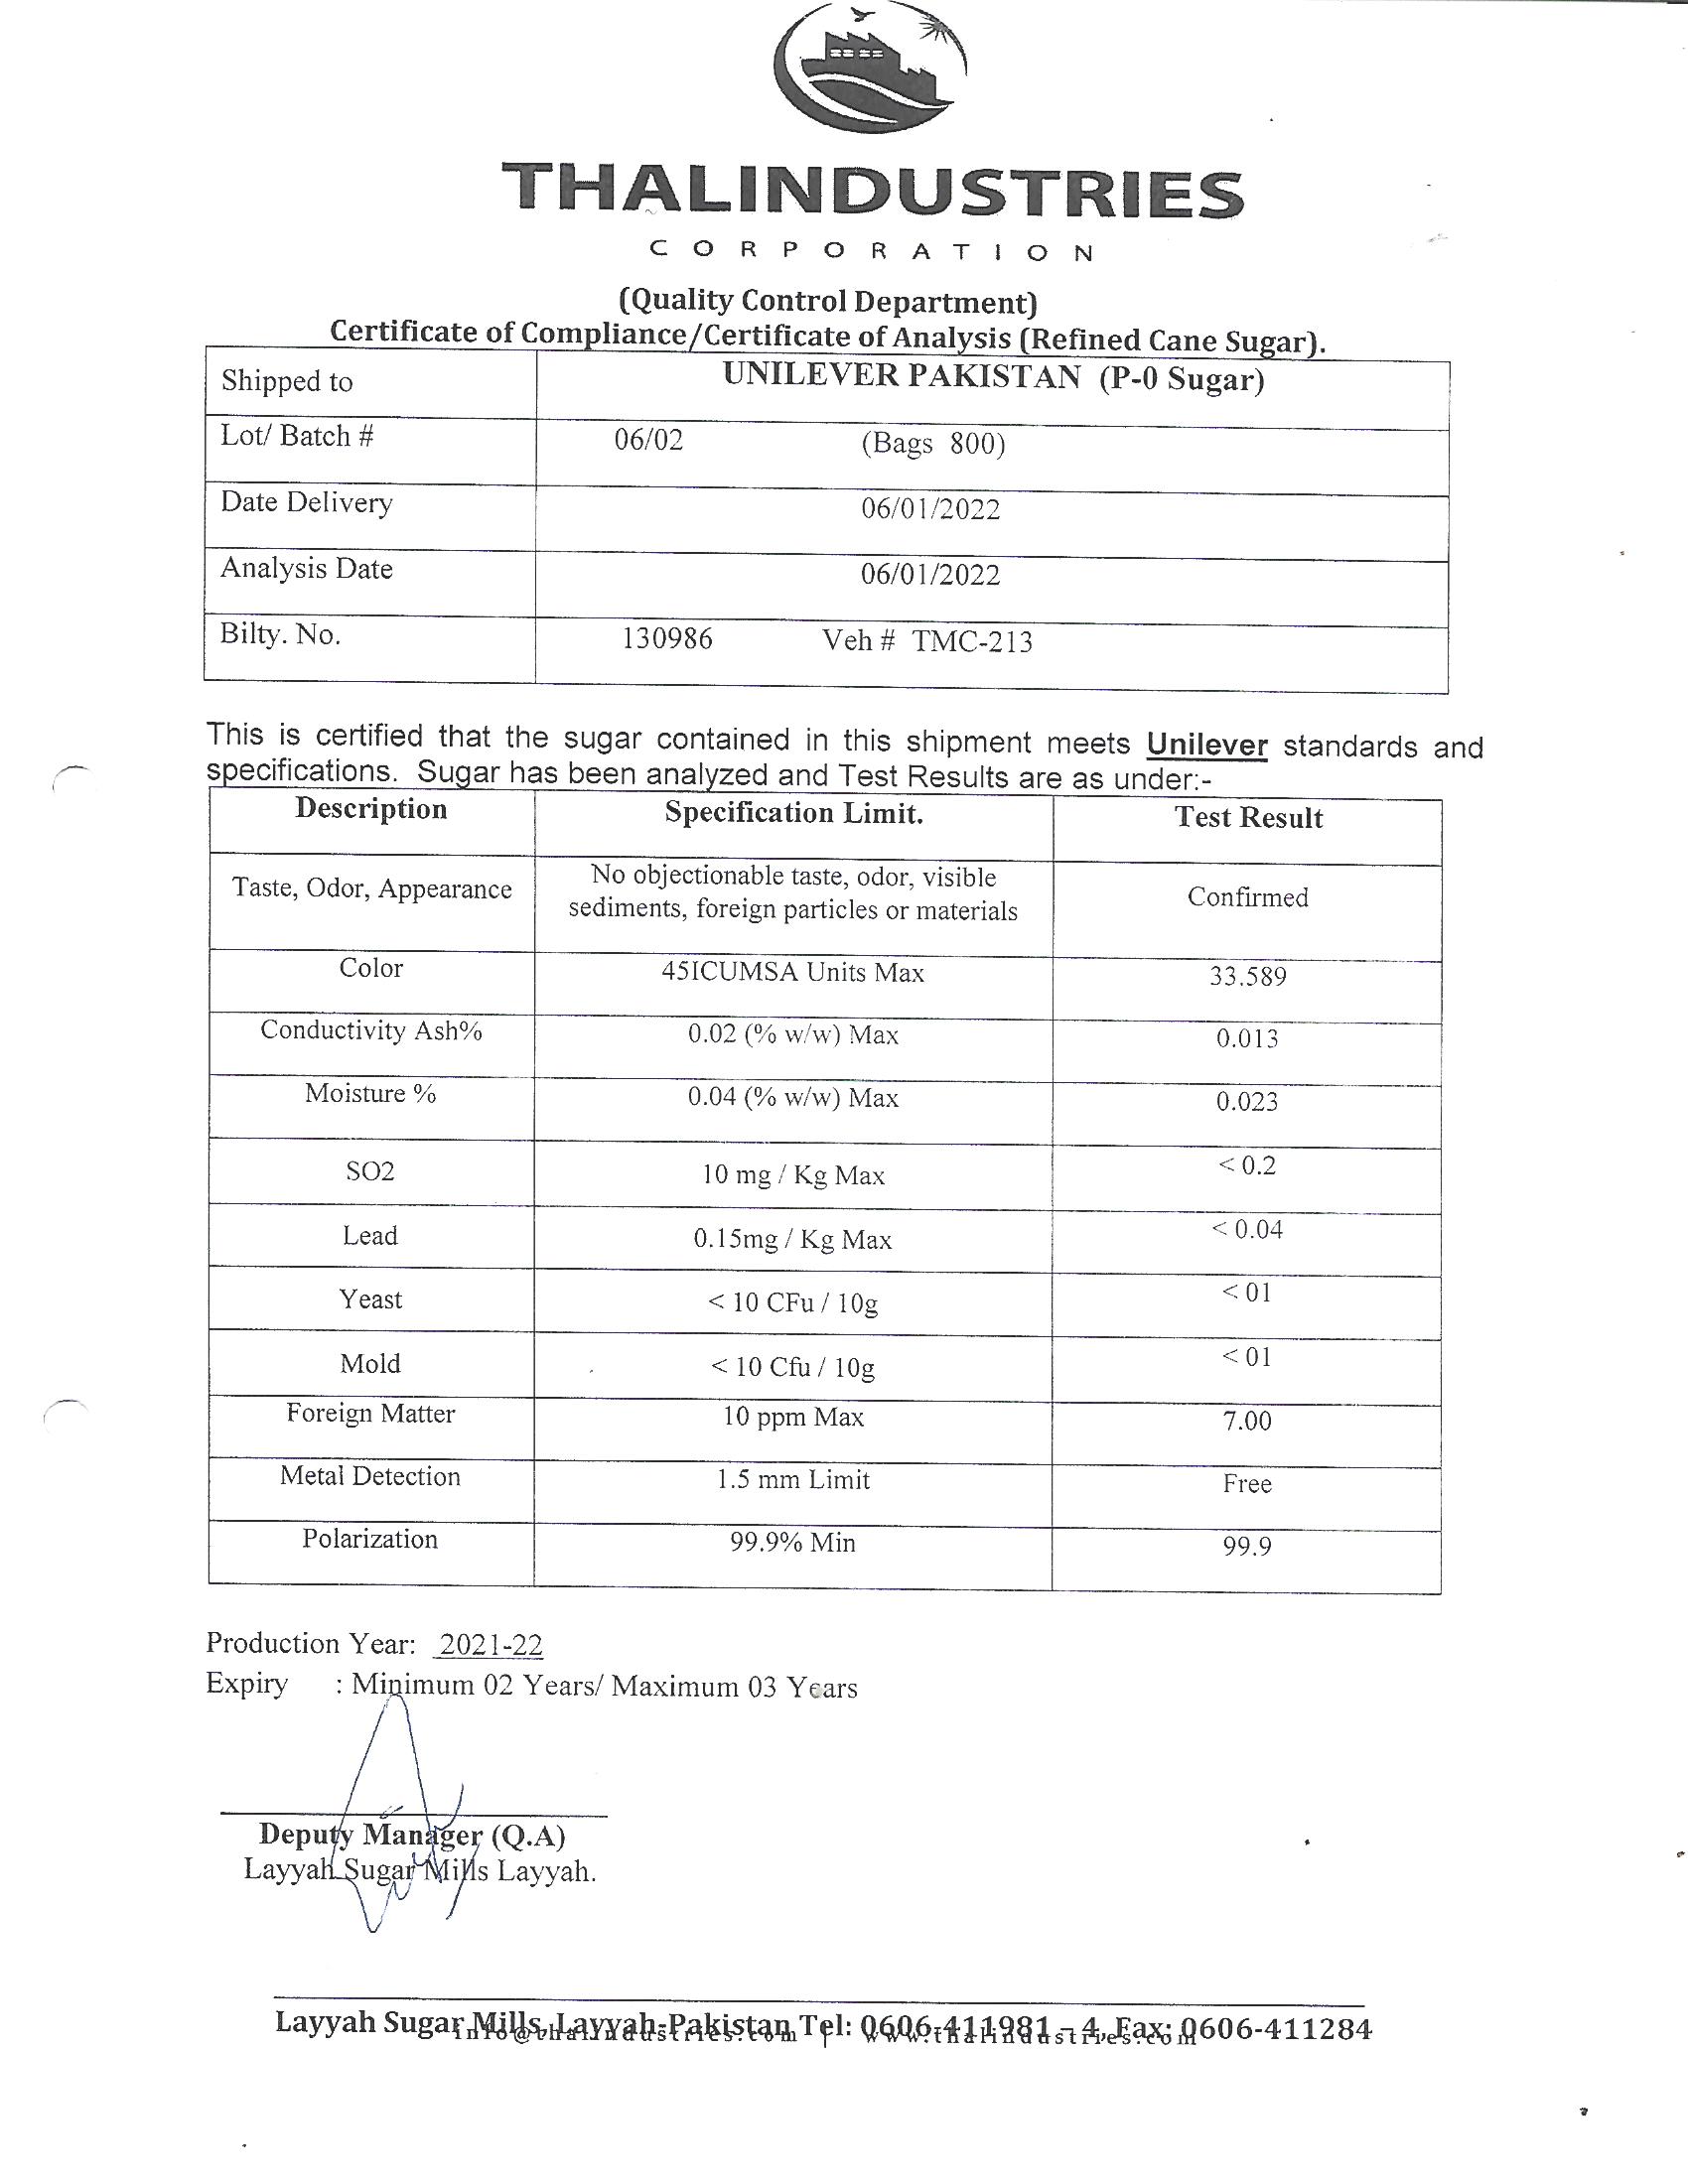 THALINDUSTRIES
CORPORATION
(Quality Control Department)
Certificate of Compliance/Certificate of Analysis (Refined Cane Sugar).
Shipped to UNILEVER PAKISTAN (P-0 Sugar)
Lot/ Batch # 06/02 (Bags 800)
Date Delivery 06/01/2022
Analysis Date 06/01/2022
Bilty. No. 130986 Veh # TMC-213
This is certified that the sugar contained in this shipment meets Unilever standards and
specifications. Sugar has been analyzed and Test Results are as under:-
Description Specification Limit. Test Result
Taste, Odor, Appearance No objectionable taste, odor, visible
sediments, foreign particles or materials Confirmed
Color 45ICUMSA Units Max 33.589
Conductivity Ash% 0.02 (% w/w) Max 0.013
Moisture % 0.04 (% w/w) Max 0.023
SO2 10 mg / Kg Max < 0.2
Lead 0.15mg / Kg Max < 0.04
Yeast < 10 CFu / 10g < 01
Mold < 10 Cfu / 10g < 01
Foreign Matter 10 ppm Max 7.00
Metal Detection 1.5 mm Limit Free
Polarization 99.9% Min 99.9
Production Year: 2021-22
Expiry : Minimum 02 Years/ Maximum 03 Years
Deputy Manager (Q.A)
Layyah Sugar Mills Layyah.
Layyah Sugar Mills, Layyah-Pakistan Tel: 0606-411981 – 4, Fax: 0606-411284
info@thalindustries.com | www.thalindustries.com